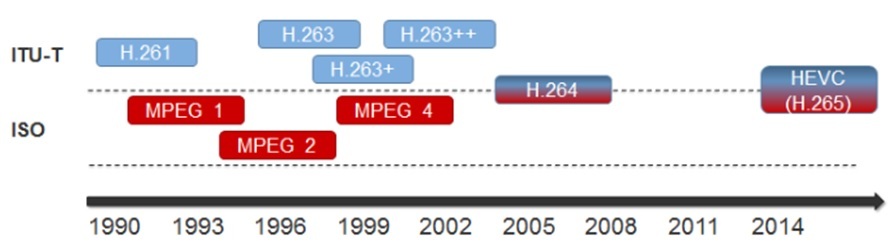 H.263
H.263++
ITU-T
H.261
H.263+
H.264
HEVC
(H.265)
MPEG 1
MPEG 4
ISO
MPEG 2
1990 1993 1996 1999 2002 2005 2008 2011 2014